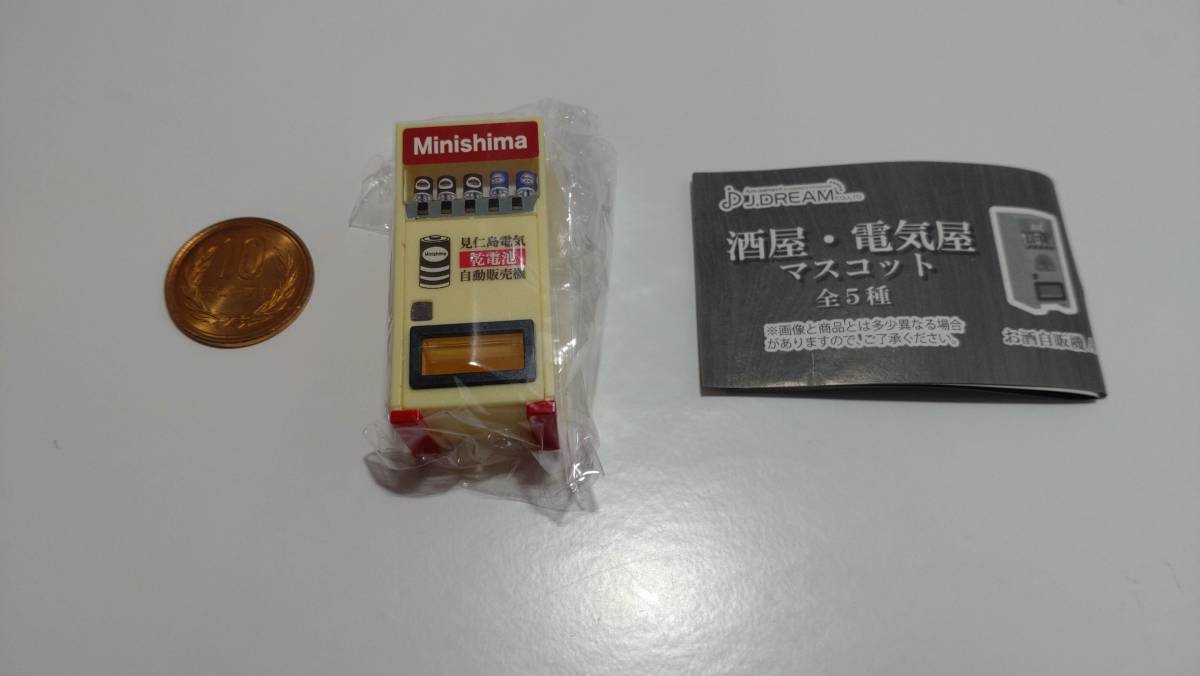 10
Minishima
Minishima
見仁島電気
乾電池
自動販売機
J.DREAM
CO.,LTD
酒屋・電気屋
マスコット
全5種
※画像と商品とは多少異なる場合
がありますので、ご了承ください。
お酒自販機A